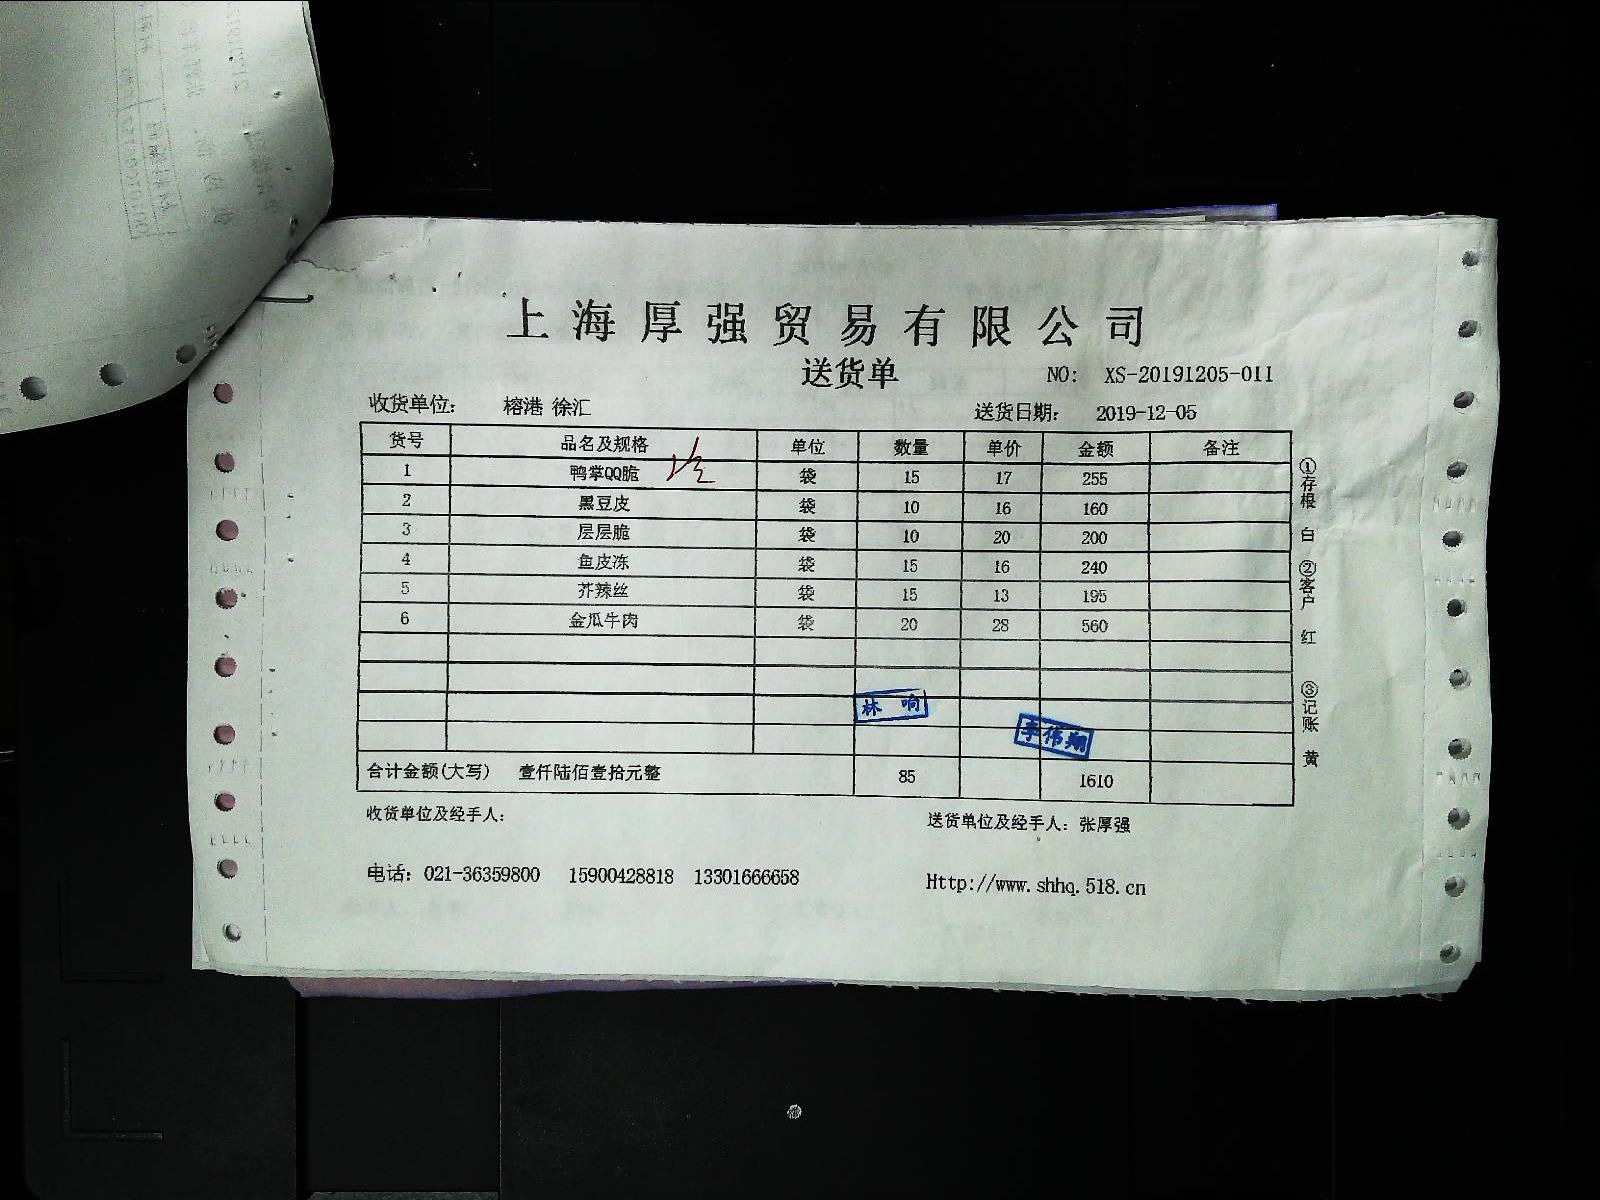 上海厚强贸易有限公司
送货单
NO: XS-20191205-011
收货单位: 榕港 徐汇
送货日期: 2019-12-05
货号 品名及规格 单位 数量 单价 金额 备注
1 鸭掌QQ脆 袋 15 17 255
2 黑豆皮 袋 10 16 160
3 层层脆 袋 10 20 200
4 鱼皮冻 袋 15 16 240
5 芥辣丝 袋 15 13 195
6 金瓜牛肉 袋 20 28 560
林响
李伟翔
合计金额(大写) 壹仟陆佰壹拾元整 85 1610
收货单位及经手人:
送货单位及经手人: 张厚强
电话: 021-36359800 15900428818 13301666658
Http://www.shhq.518.cn
①存根 白 ②客户 红 ③记账 黄